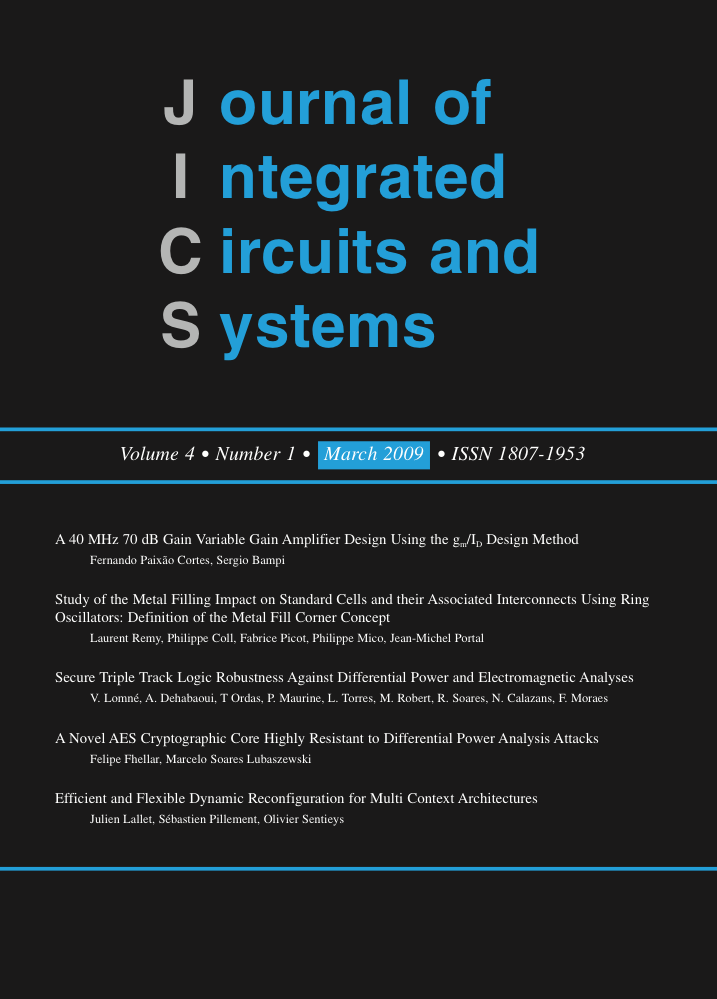 Journal of
Integrated
Circuits and
Systems
Volume 4 • Number 1 • March 2009 • ISSN 1807-1953
A 40 MHz 70 dB Gain Variable Gain Amplifier Design Using the gm/ID Design Method
Fernando Paixão Cortes, Sergio Bampi
Study of the Metal Filling Impact on Standard Cells and their Associated Interconnects Using Ring
Oscillators: Definition of the Metal Fill Corner Concept
Laurent Remy, Philippe Coll, Fabrice Picot, Philippe Mico, Jean-Michel Portal
Secure Triple Track Logic Robustness Against Differential Power and Electromagnetic Analyses
V. Lomné, A. Dehabaoui, T Ordas, P. Maurine, L. Torres, M. Robert, R. Soares, N. Calazans, F. Moraes
A Novel AES Cryptographic Core Highly Resistant to Differential Power Analysis Attacks
Felipe Fhellar, Marcelo Soares Lubaszewski
Efficient and Flexible Dynamic Reconfiguration for Multi Context Architectures
Julien Lallet, Sébastien Pillement, Olivier Sentieys